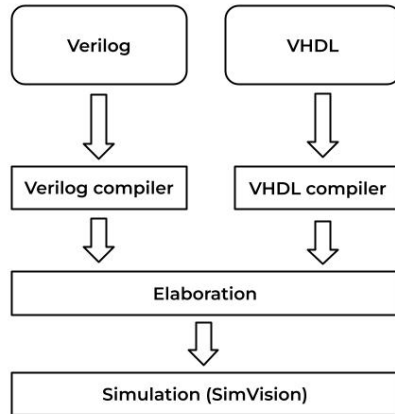 Verilog
VHDL
Verilog compiler
VHDL compiler
Elaboration
Simulation (SimVision)